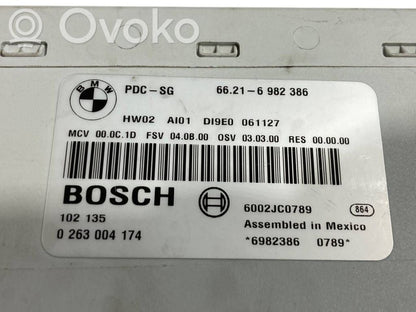 Ovoko
BMW
PDC-SG 66.21-6 982 386
HW02 AI01 DI9E0 061127
MCV 00.0C.1D FSV 04.0B.00 OSV 03.03.00 RES 00.00.00
BOSCH
102 135
0 263 004 174
6002JC0789 864
Assembled in Mexico
*6982386 0789*